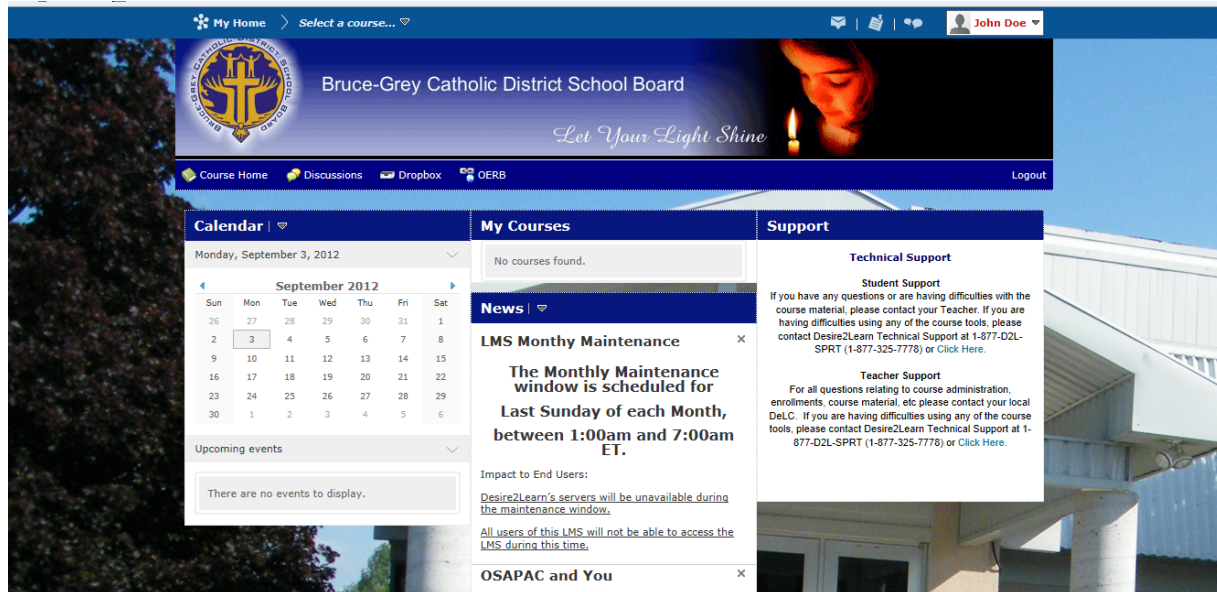 My Home
Select a course...
John Doe
BRUCE-GREY CATHOLIC DISTRICT SCHOOL BOARD
Bruce-Grey Catholic District School Board
Let Your Light Shine
Course Home Discussions Dropbox OERB Logout
Calendar
Monday, September 3, 2012
September 2012
Sun Mon Tue Wed Thu Fri Sat
26 27 28 29 30 31 1
2 3 4 5 6 7 8
9 10 11 12 13 14 15
16 17 18 19 20 21 22
23 24 25 26 27 28 29
30 1 2 3 4 5 6
Upcoming events
There are no events to display.
My Courses
No courses found.
News
LMS Monthy Maintenance
The Monthly Maintenance
window is scheduled for
Last Sunday of each Month,
between 1:00am and 7:00am
ET.
Impact to End Users:
Desire2Learn's servers will be unavailable during
the maintenance window.
All users of this LMS will not be able to access the
LMS during this time.
OSAPAC and You
Support
Technical Support
Student Support
If you have any questions or are having difficulties with the
course material, please contact your Teacher. If you are
having difficulties using any of the course tools, please
contact Desire2Learn Technical Support at 1-877-D2L-
SPRT (1-877-325-7778) or Click Here.
Teacher Support
For all questions relating to course administration,
enrollments, course material, etc please contact your local
DeLC. If you are having difficulties using any of the course
tools, please contact Desire2Learn Technical Support at 1-
877-D2L-SPRT (1-877-325-7778) or Click Here.